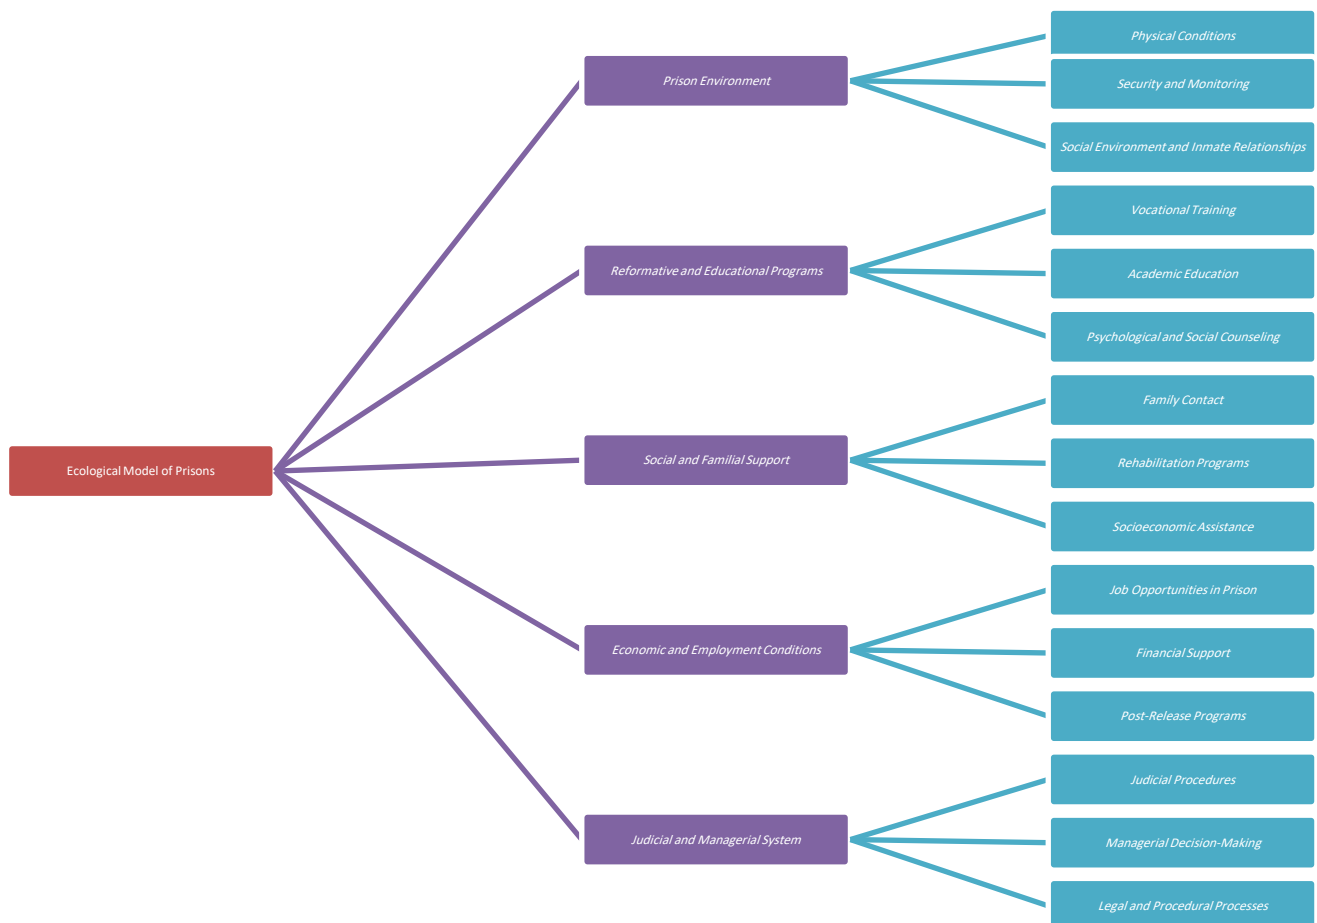 Ecological Model of Prisons
Prison Environment
Physical Conditions
Security and Monitoring
Social Environment and Inmate Relationships
Reformative and Educational Programs
Vocational Training
Academic Education
Psychological and Social Counseling
Social and Familial Support
Family Contact
Rehabilitation Programs
Socioeconomic Assistance
Economic and Employment Conditions
Job Opportunities in Prison
Financial Support
Post-Release Programs
Judicial and Managerial System
Judicial Procedures
Managerial Decision-Making
Legal and Procedural Processes